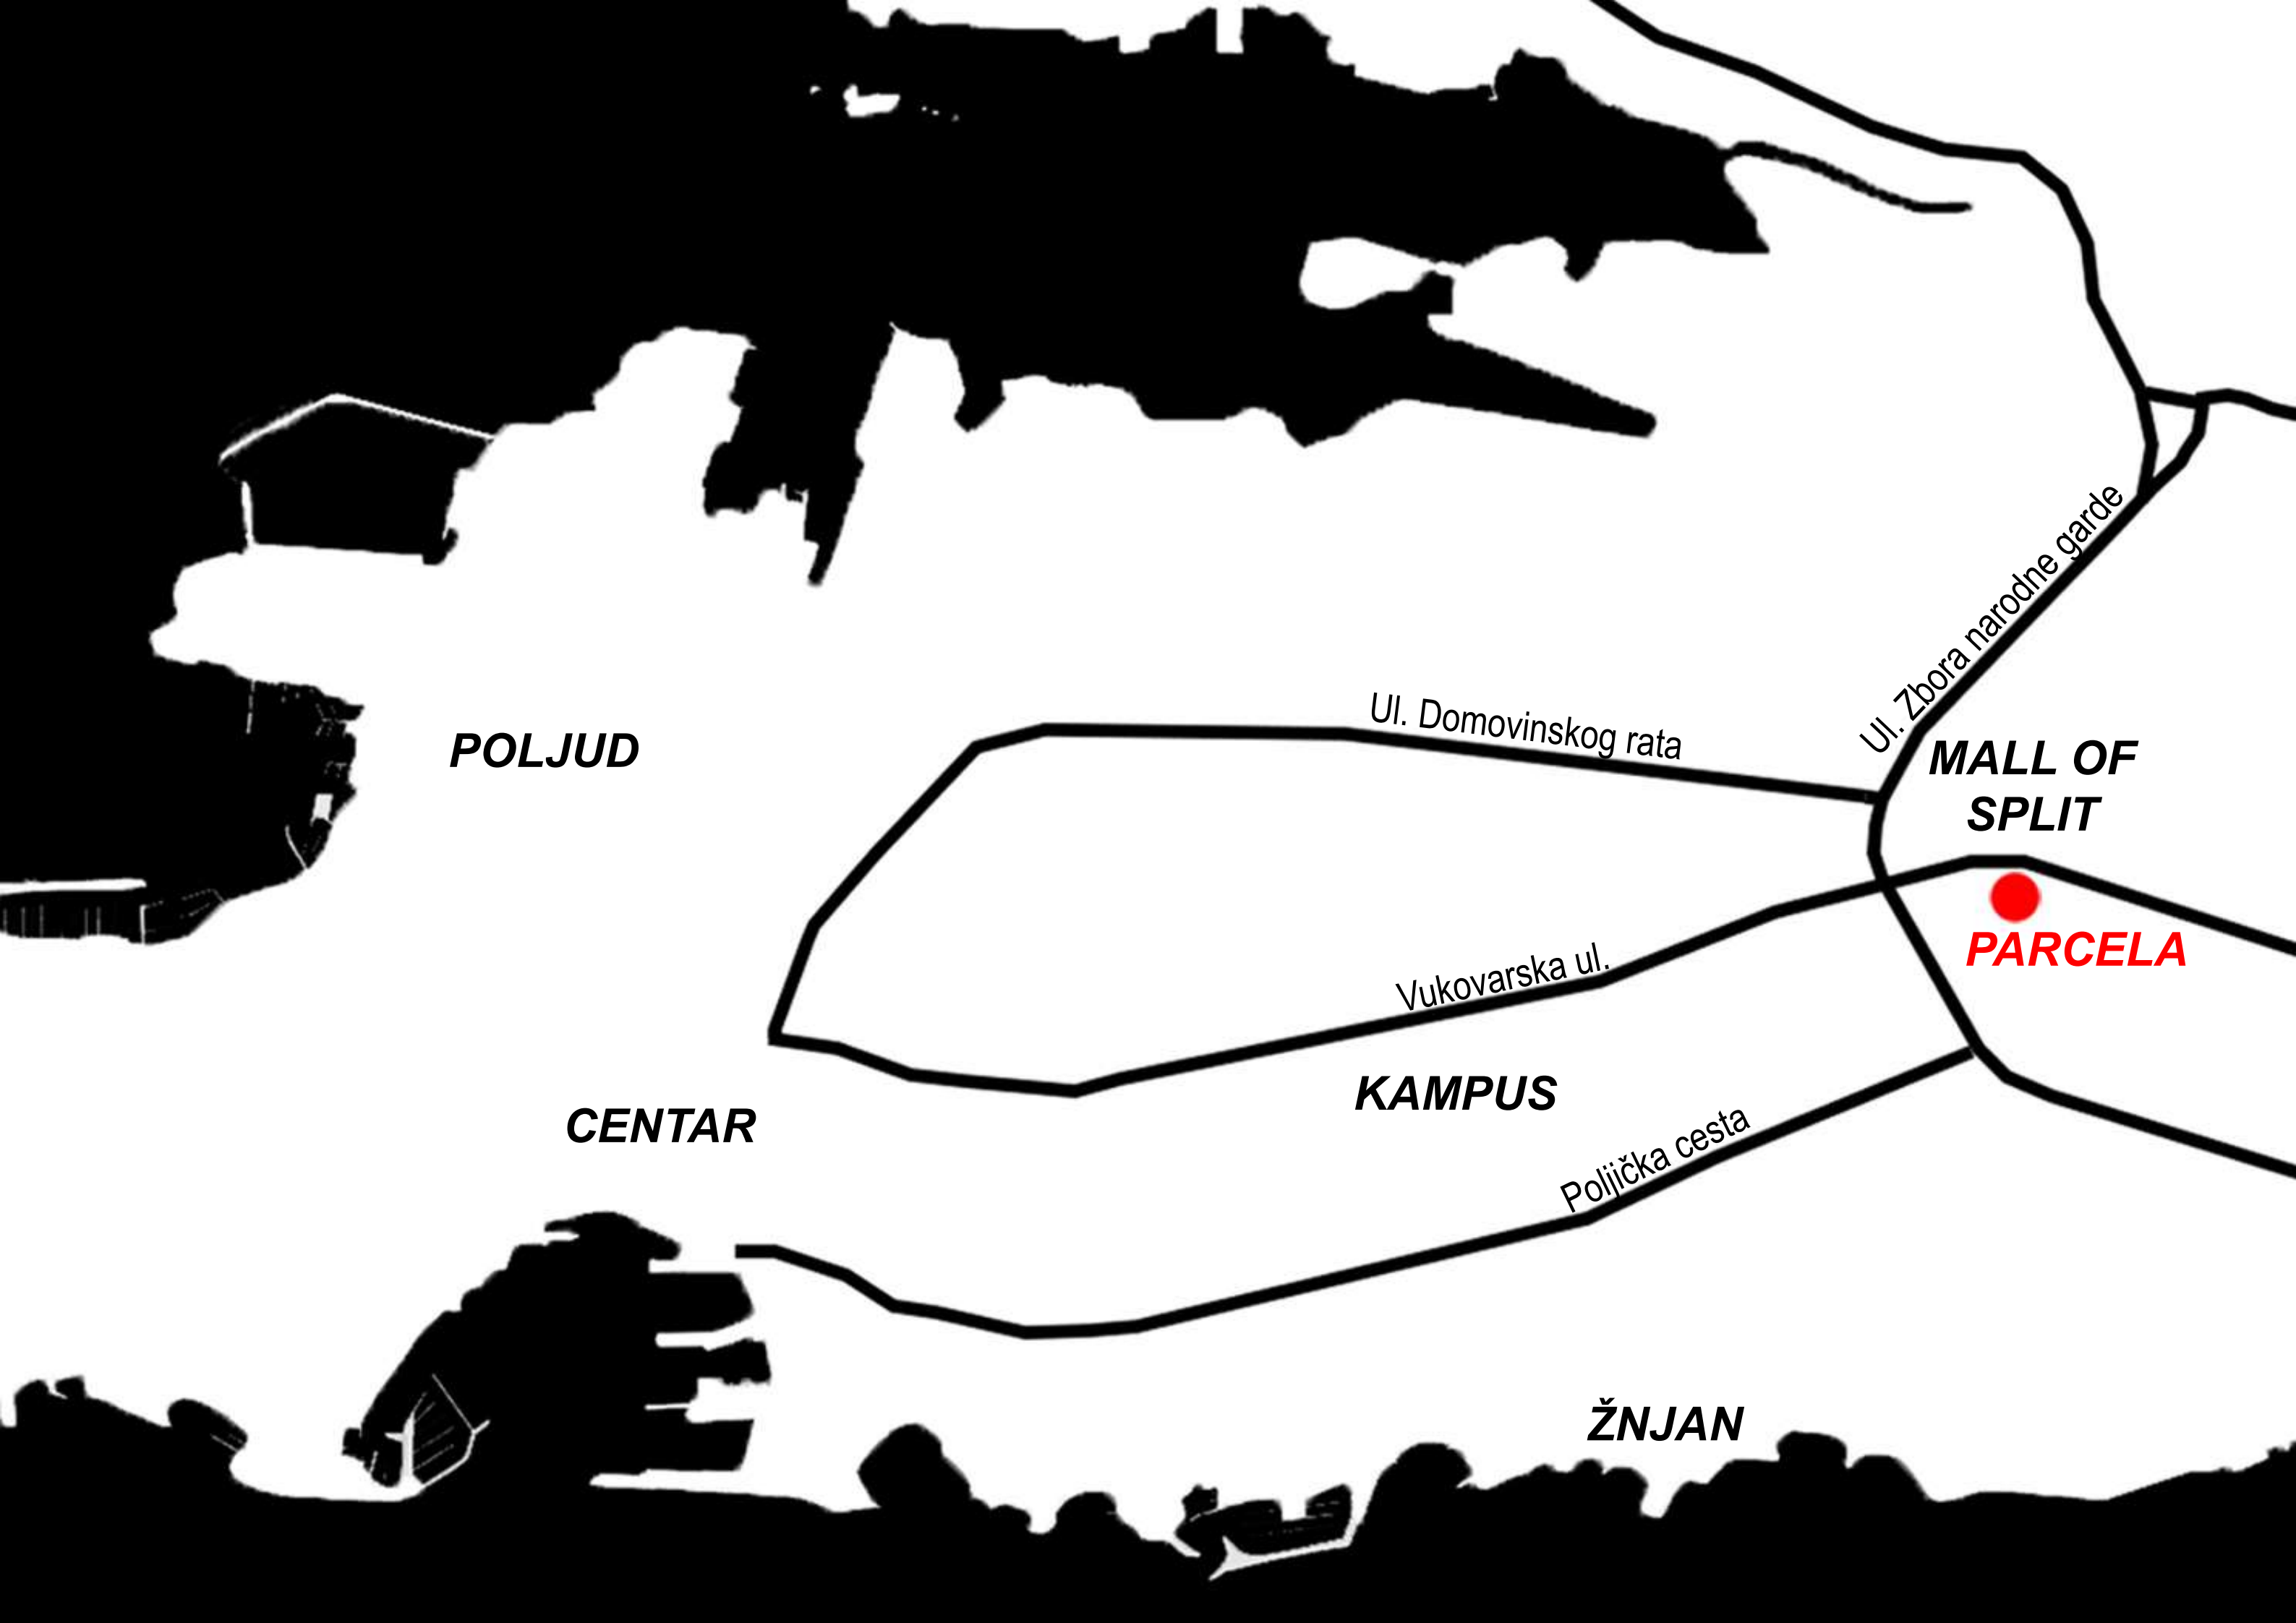 Ul. Zbora narodne garde
Ul. Domovinskog rata
POLJUD
MALL OF
SPLIT
PARCELA
Vukovarska ul.
KAMPUS
CENTAR
Poljička cesta
ŽNJAN